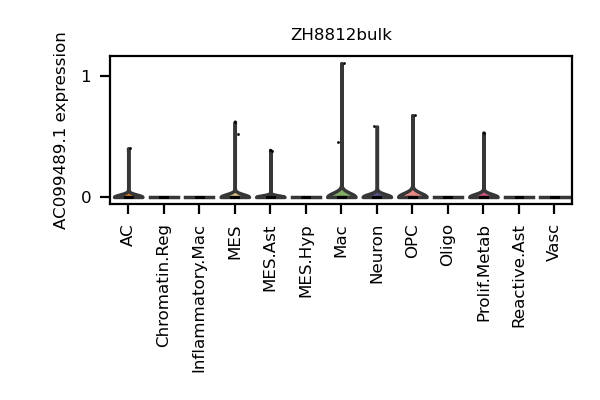 ZH8812bulk
AC099489.1 expression
1
0
AC
Chromatin.Reg
Inflammatory.Mac
MES
MES.Ast
MES.Hyp
Mac
Neuron
OPC
Oligo
Prolif.Metab
Reactive.Ast
Vasc